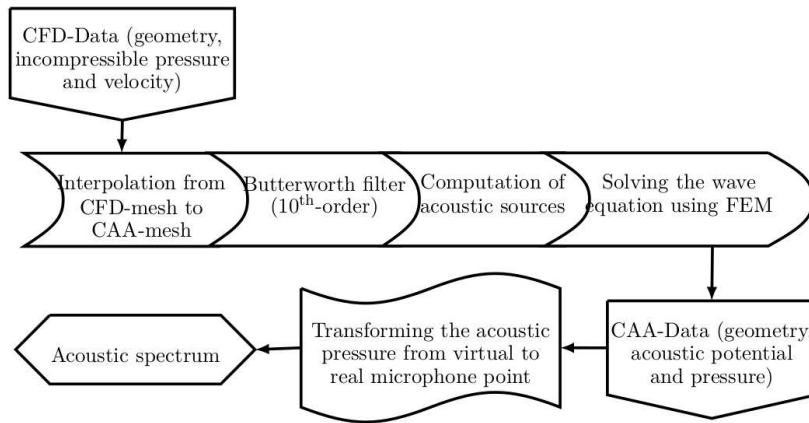 CFD-Data (geometry,
incompressible pressure
and velocity)
Interpolation from
CFD-mesh to
CAA-mesh
Butterworth filter
(10th-order)
Computation of
acoustic sources
Solving the wave
equation using FEM
CAA-Data (geometry,
acoustic potential
and pressure)
Transforming the acoustic
pressure from virtual to
real microphone point
Acoustic spectrum